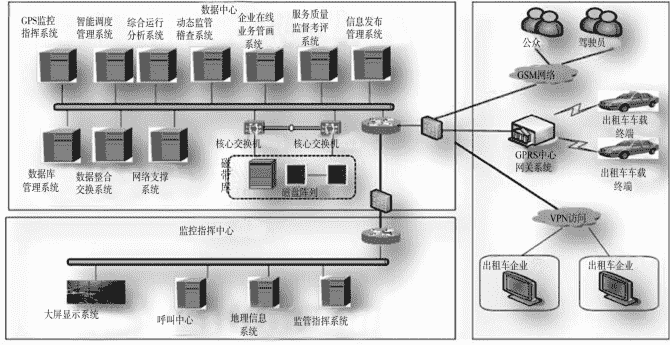 数据中心
GPS监控
指挥系统
智能调度
管理系统
综合运行
分析系统
动态监管
稽查系统
企业在线
业务管画
系统
服务质量
监督考评
系统
信息发布
管理系统
数据库
管理系统
数据整合
交换系统
网络支撑
系统
核心交换机
核心交换机
磁带库
磁盘阵列
监控指挥中心
大屏显示系统
呼叫中心
地理信息
系统
监管指挥系统
公众
驾驶员
GSM网络
GPRS中心
网关系统
出租车车载
终端
出租车车载
终端
VPN访问
出租车企业
出租车企业